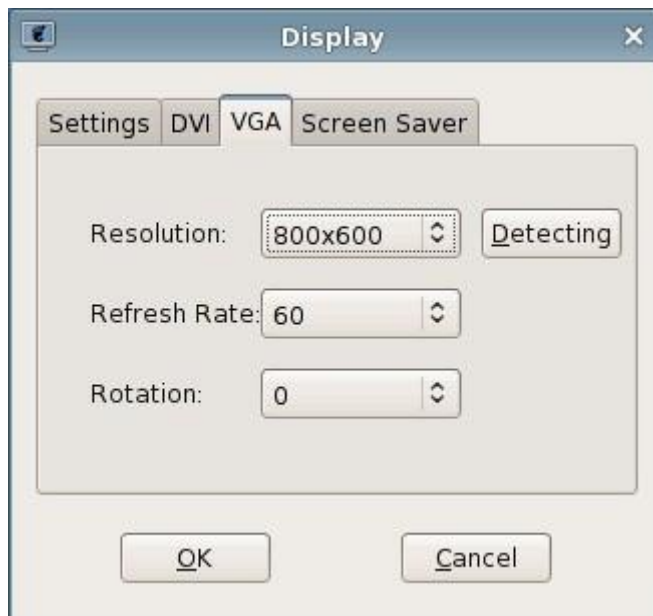 Display
Settings DVI VGA Screen Saver
Resolution: 800x600 Detecting
Refresh Rate: 60
Rotation: 0
OK Cancel